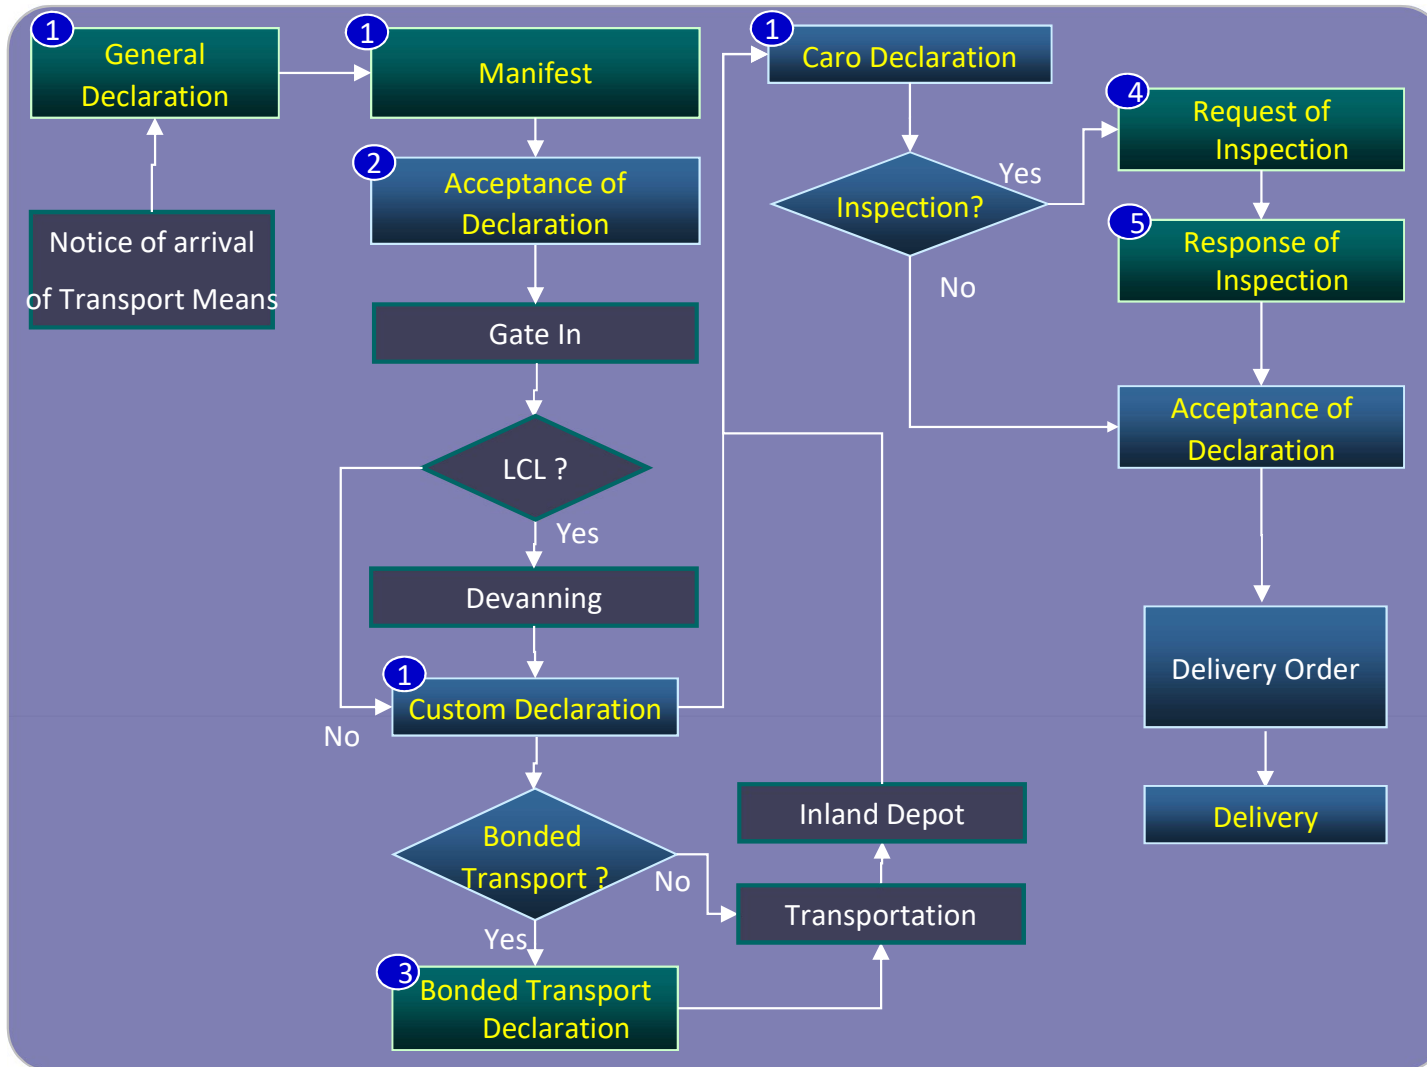 1
General
Declaration
1
Manifest
Notice of arrival
of Transport Means
2
Acceptance of
Declaration
Gate In
LCL ?
Yes
Devanning
1
Custom Declaration
No
Bonded
Transport ?
No
Yes
3
Bonded Transport
Declaration
Transportation
Inland Depot
1
Caro Declaration
Inspection?
Yes
No
4
Request of
Inspection
5
Response of
Inspection
Acceptance of
Declaration
Delivery Order
Delivery